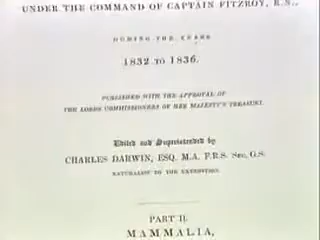 UNDER THE COMMAND OF CAPTAIN FITZROY, R.N.,
DURING THE YEARS
1832 TO 1836.
PUBLISHED WITH THE APPROVAL OF
THE LORDS COMMISSIONERS OF HER MAJESTY'S TREASURY.
Edited and Superintended by
CHARLES DARWIN, ESQ. M.A. F.R.S. SEC. G.S.
NATURALIST TO THE EXPEDITION.
PART II.
MAMMALIA,